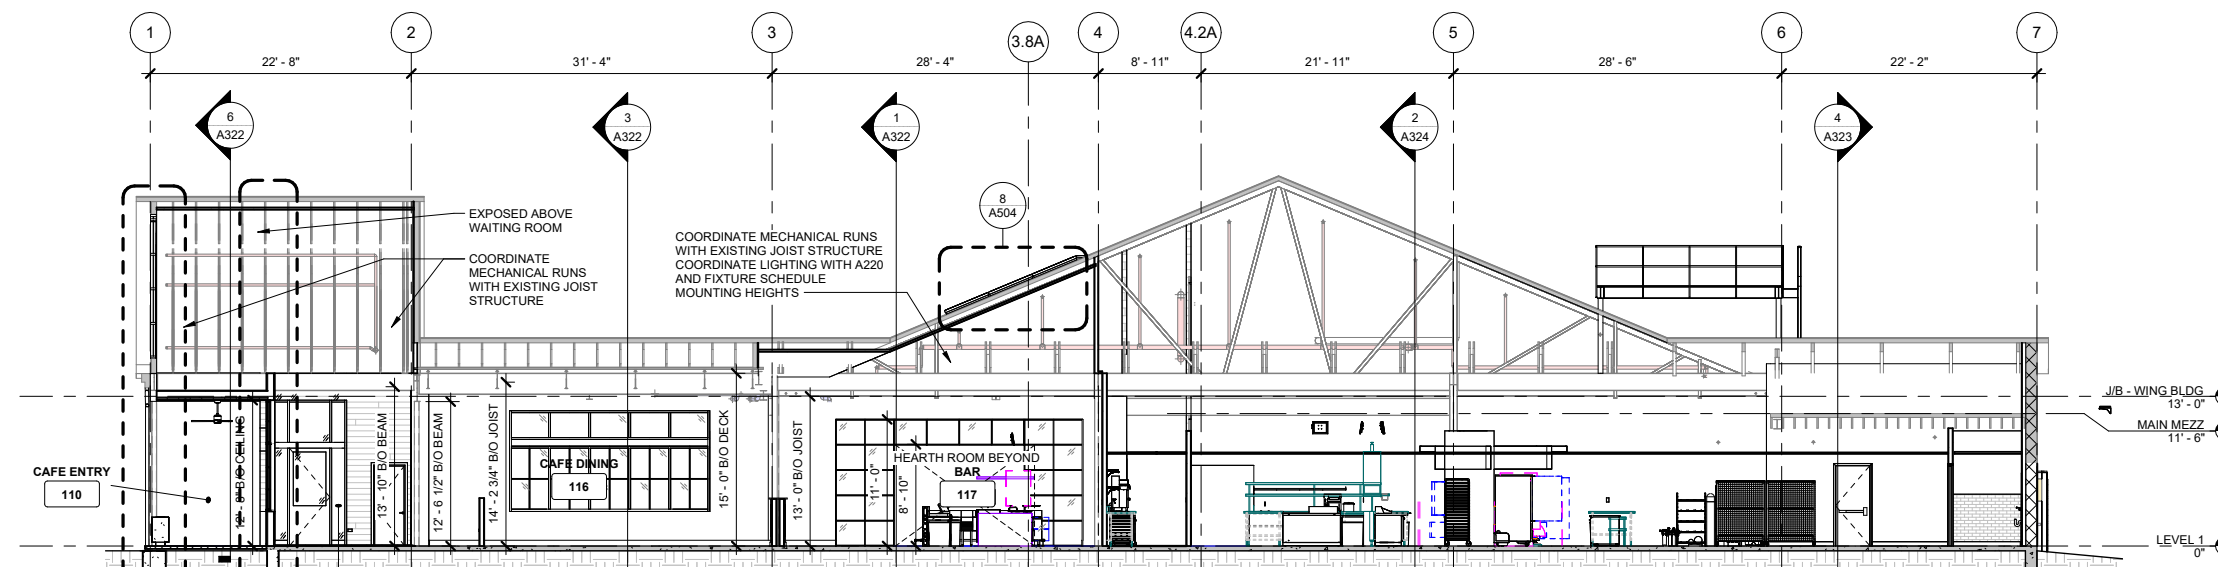 1
2
3
3.8A
4
4.2A
5
6
7
22' - 8"
31' - 4"
28' - 4"
8' - 11"
21' - 11"
28' - 6"
22' - 2"
6
A322
3
A322
1
A322
2
A324
4
A323
8
A504
EXPOSED ABOVE
WAITING ROOM
COORDINATE
MECHANICAL RUNS
WITH EXISTING JOIST
STRUCTURE
COORDINATE MECHANICAL RUNS
WITH EXISTING JOIST STRUCTURE
COORDINATE LIGHTING WITH A220
AND FIXTURE SCHEDULE
MOUNTING HEIGHTS
J/B - WING BLDG
13' - 0"
MAIN MEZZ
11' - 6"
LEVEL 1
0"
CAFE ENTRY
110
B/O CEILING
13' - 10" B/O BEAM
12' - 6 1/2" B/O BEAM
14' - 2 3/4" B/O JOIST
CAFE DINING
116
15' - 0" B/O DECK
13' - 0" B/O JOIST
11' - 0"
8' - 10"
HEARTH ROOM BEYOND
BAR
117